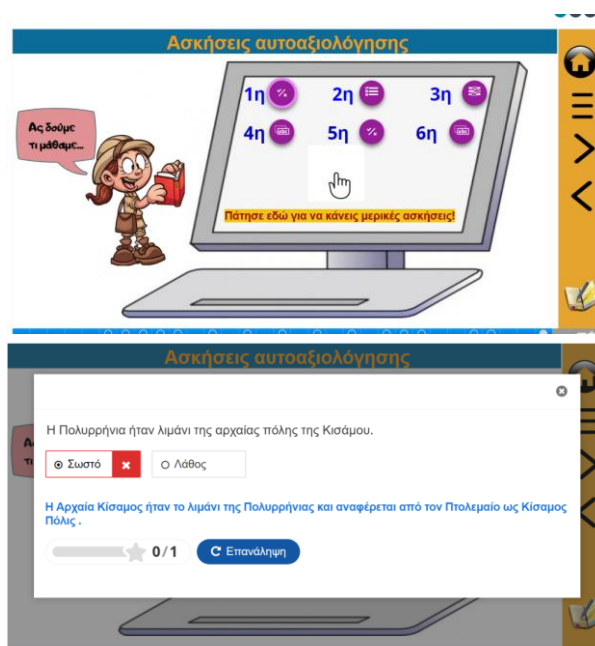 Ασκήσεις αυτοαξιολόγησης
Ας δούμε
τι μάθαμε...
1η 2η 3η
4η 5η 6η
Πάτησε εδώ για να κάνεις μερικές ασκήσεις!
Ασκήσεις αυτοαξιολόγησης
Η Πολυρρήνια ήταν λιμάνι της αρχαίας πόλης της Κισάμου.
Σωστό Λάθος
Η Αρχαία Κίσαμος ήταν το λιμάνι της Πολυρρήνιας και αναφέρεται από τον Πτολεμαίο ως Κίσαμος
Πόλις .
0/1 Επανάληψη